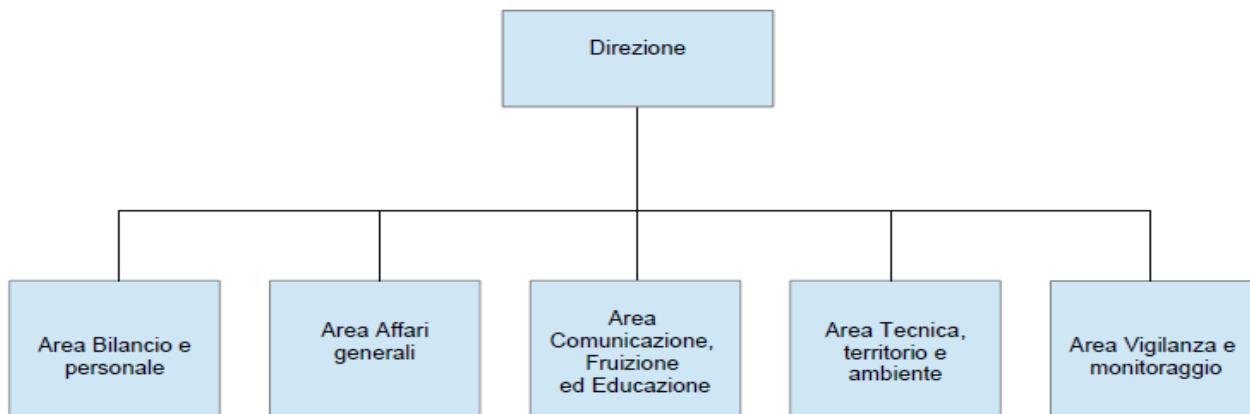 Direzione
Area Bilancio e
personale
Area Affari
generali
Area
Comunicazione,
Fruizione
ed Educazione
Area Tecnica,
territorio e
ambiente
Area Vigilanza e
monitoraggio